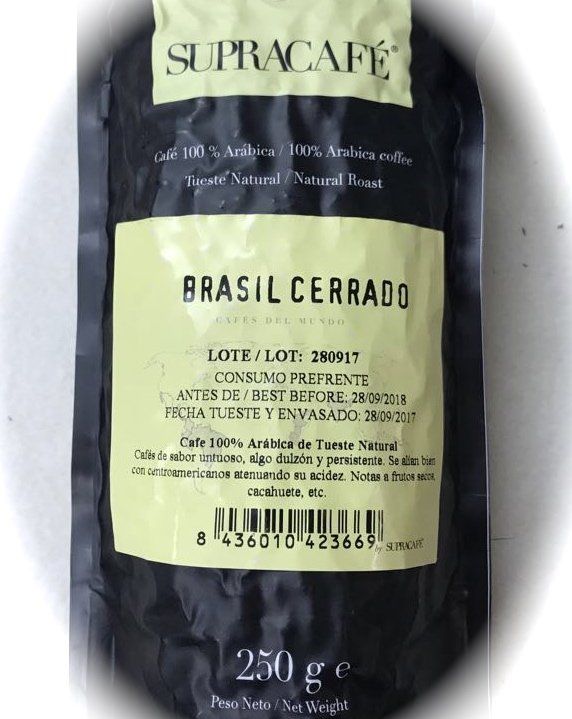 SUPRACAFÉ®
Café 100 % Arábica / 100% Arabica coffee
Tueste Natural / Natural Roast
BRASIL CERRADO
CAFÉS DEL MUNDO
LOTE / LOT: 280917
CONSUMO PREFRENTE
ANTES DE / BEST BEFORE: 28/09/2018
FECHA TUESTE Y ENVASADO: 28/09/2017
Cafe 100% Arábica de Tueste Natural
Cafés de sabor untuoso, algo dulzón y persistente. Se alían bien
con centroamericanos atenuando su acidez. Notas a frutos secos,
cacahuete, etc.
8 436010 423669
by SUPRACAFÉ
250 g e
Peso Neto / Net Weight